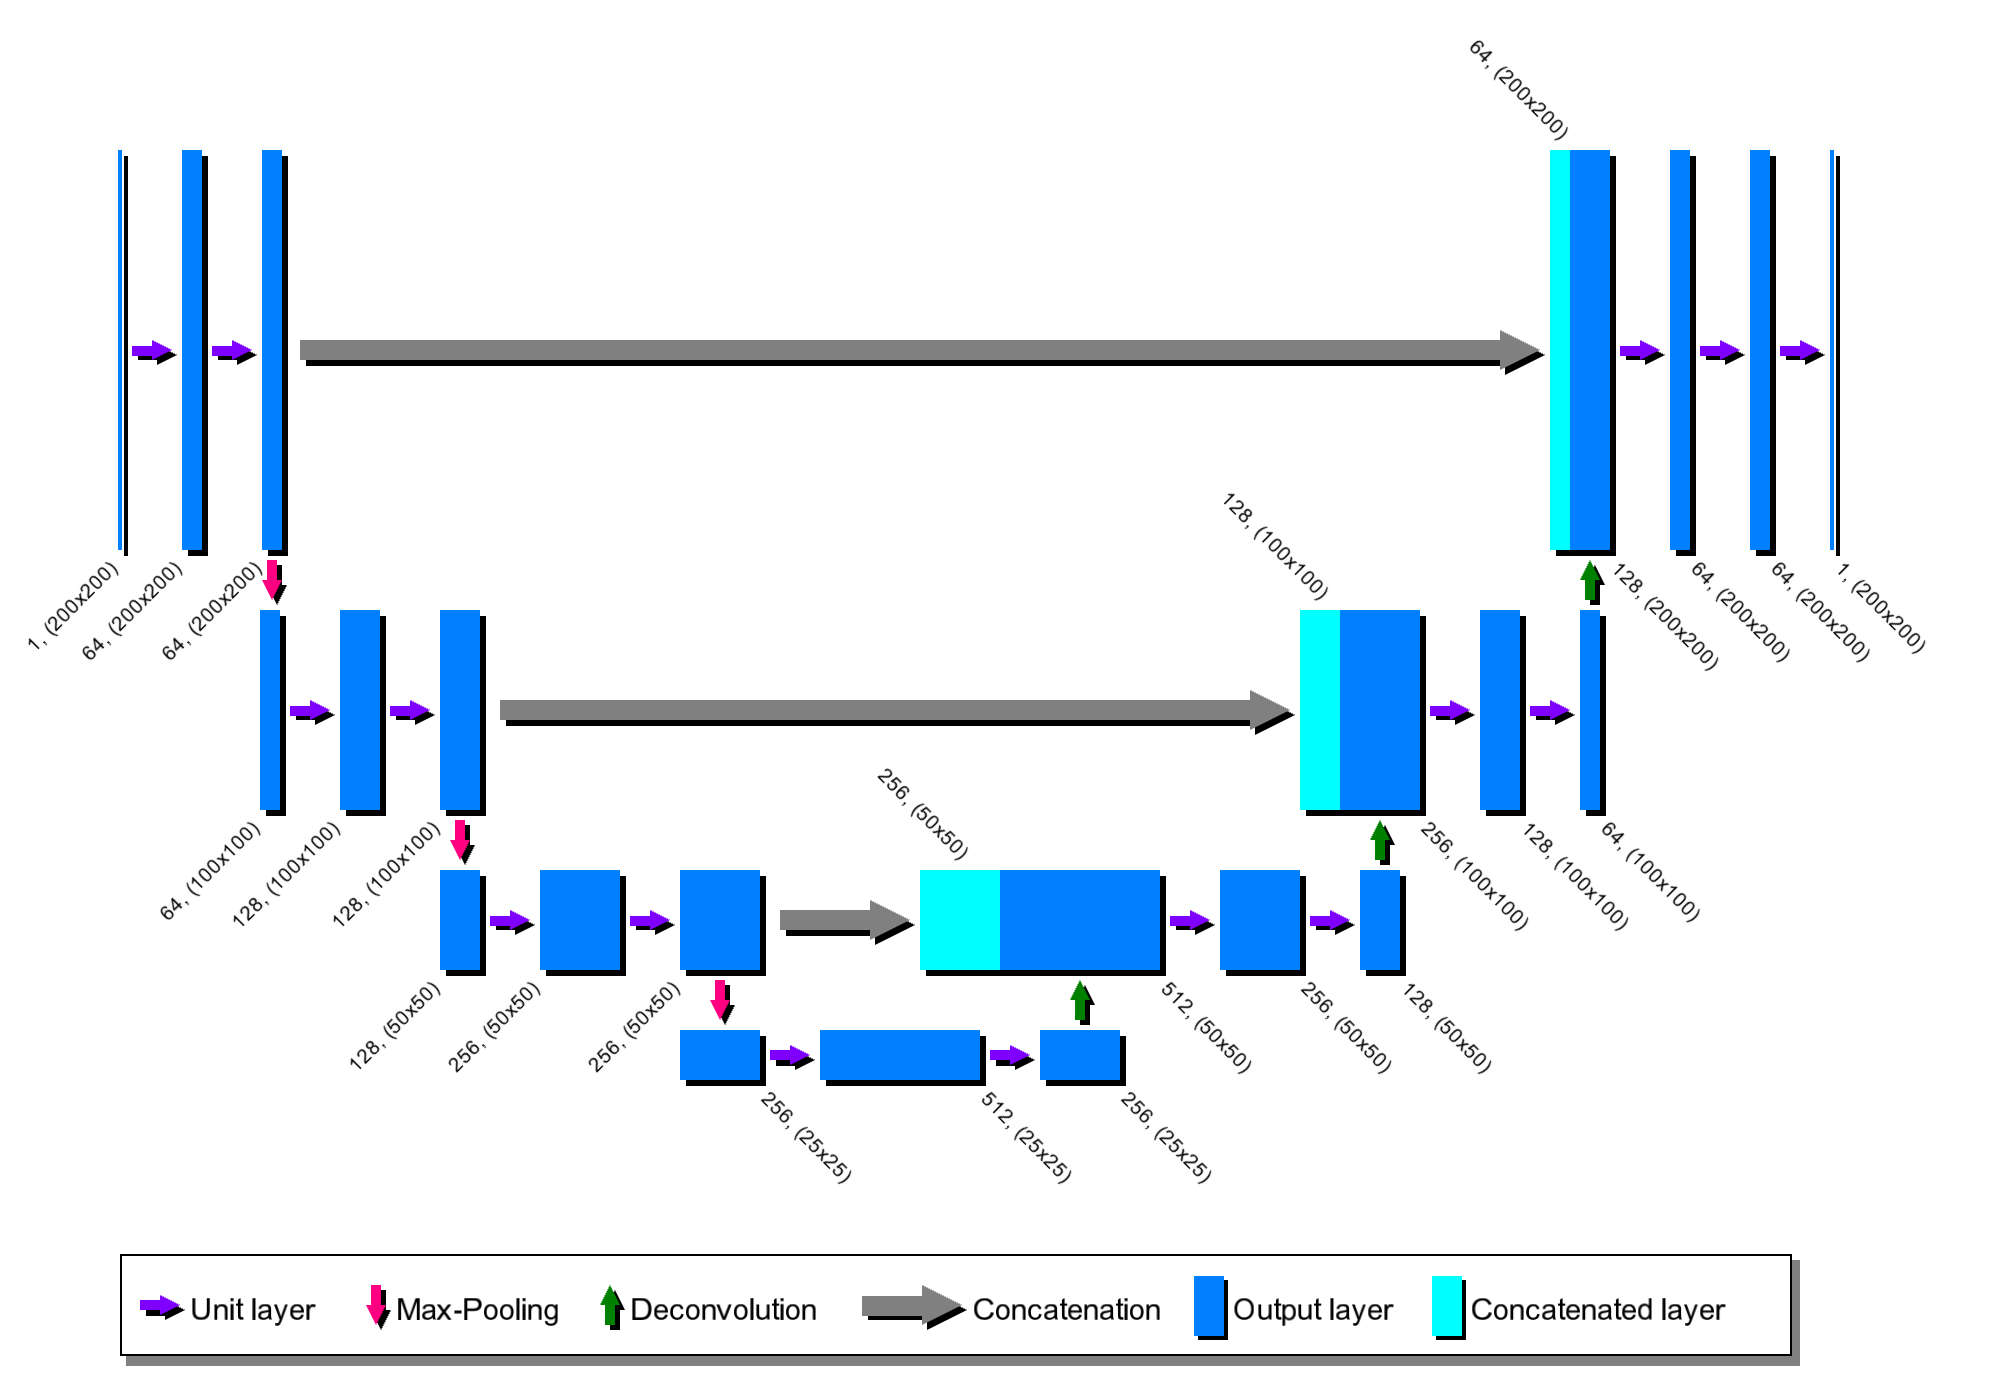 64, (200x200)
1, (200x200)
64, (200x200)
64, (200x200)
128, (200x200)
64, (200x200)
64, (200x200)
1, (200x200)
128, (100x100)
64, (100x100)
128, (100x100)
128, (100x100)
256, (100x100)
128, (100x100)
64, (100x100)
256, (50x50)
128, (50x50)
256, (50x50)
256, (50x50)
512, (50x50)
256, (50x50)
128, (50x50)
256, (25x25)
512, (25x25)
256, (25x25)
Unit layer
Max-Pooling
Deconvolution
Concatenation
Output layer
Concatenated layer